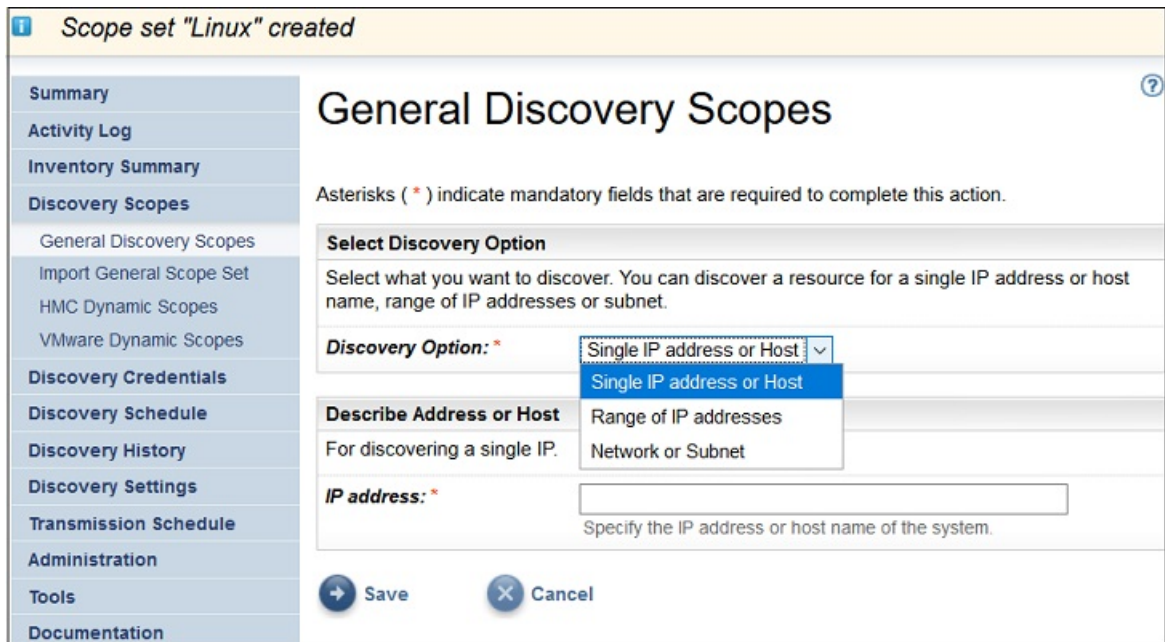 Scope set "Linux" created
Summary
Activity Log
Inventory Summary
Discovery Scopes
General Discovery Scopes
Import General Scope Set
HMC Dynamic Scopes
VMware Dynamic Scopes
Discovery Credentials
Discovery Schedule
Discovery History
Discovery Settings
Transmission Schedule
Administration
Tools
Documentation
?
General Discovery Scopes
Asterisks ( * ) indicate mandatory fields that are required to complete this action.
Select Discovery Option
Select what you want to discover. You can discover a resource for a single IP address or host
name, range of IP addresses or subnet.
Discovery Option: * Single IP address or Host
Single IP address or Host
Range of IP addresses
Network or Subnet
Describe Address or Host
For discovering a single IP.
IP address: *
Specify the IP address or host name of the system.
Save Cancel